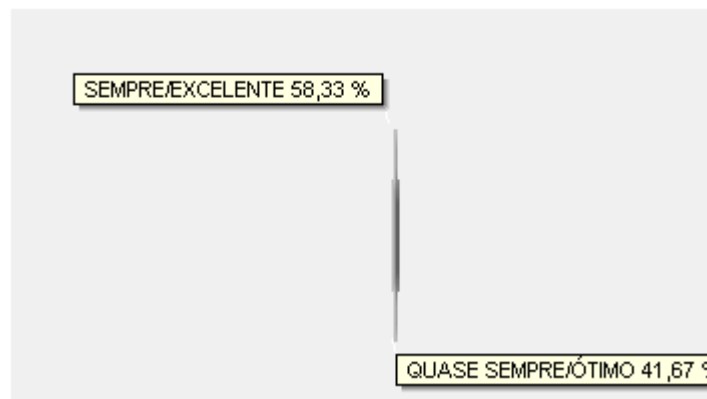 SEMPRE/EXCELENTE 58,33 %
QUASE SEMPRE/ÓTIMO 41,67 %